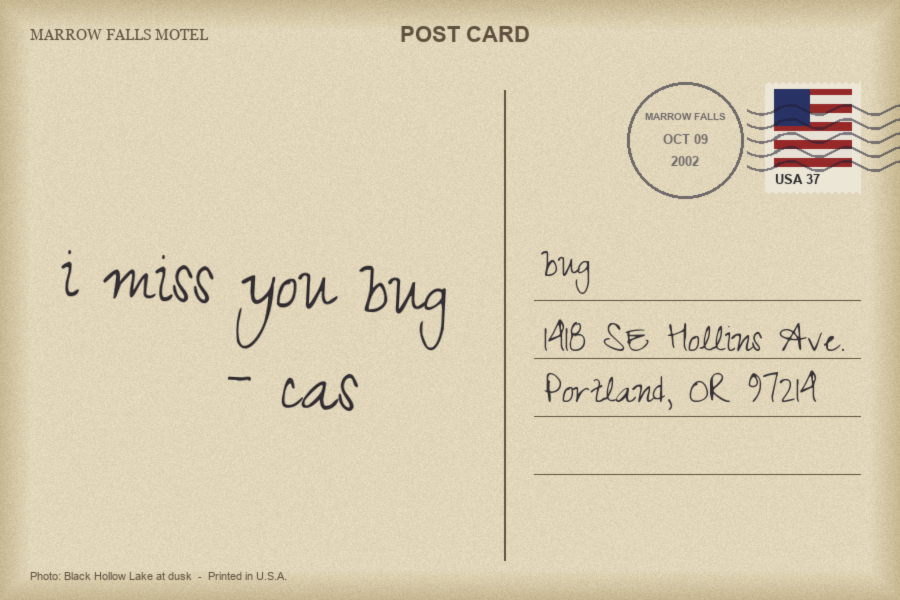 MARROW FALLS MOTEL
POST CARD
MARROW FALLS
OCT 09
2002
USA 37
i miss you bug
- cas
bug
1418 SE Hollins Ave.
Portland, OR 97214
Photo: Black Hollow Lake at dusk - Printed in U.S.A.